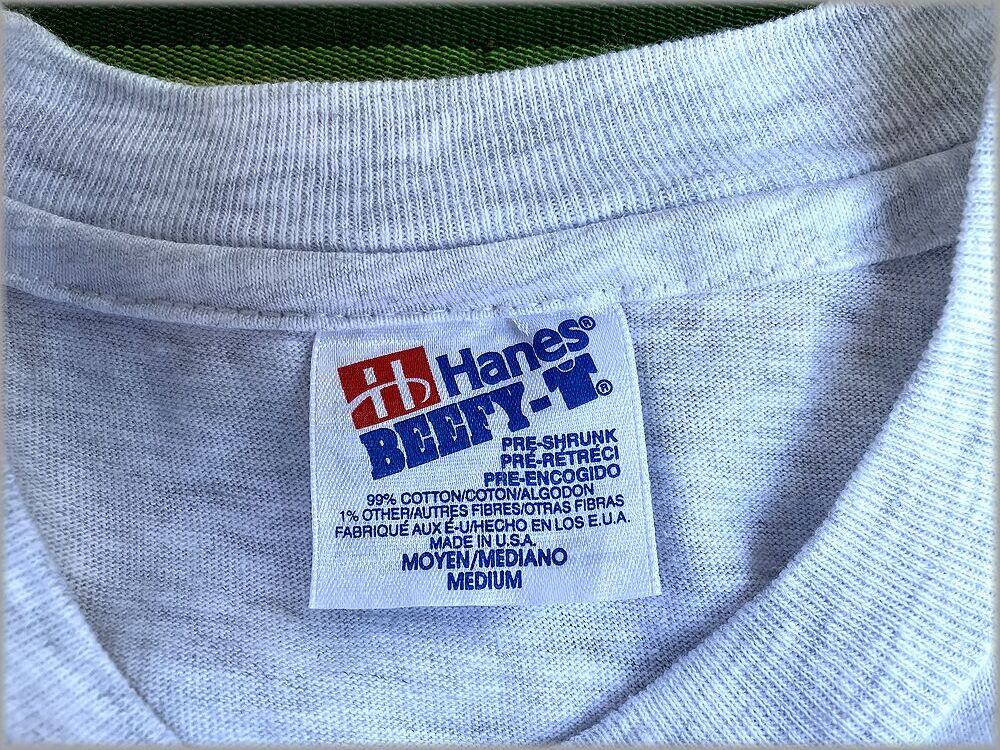 Hb Hanes®
BEEFY-T®
PRE-SHRUNK
PRÉ-RÉTRÉCI
PRE-ENCOGIDO
99% COTTON/COTON/ALGODON
1% OTHER/AUTRES FIBRES/OTRAS FIBRAS
FABRIQUÉ AUX É-U/HECHO EN LOS E.U.A.
MADE IN U.S.A.
MOYEN/MEDIANO
MEDIUM